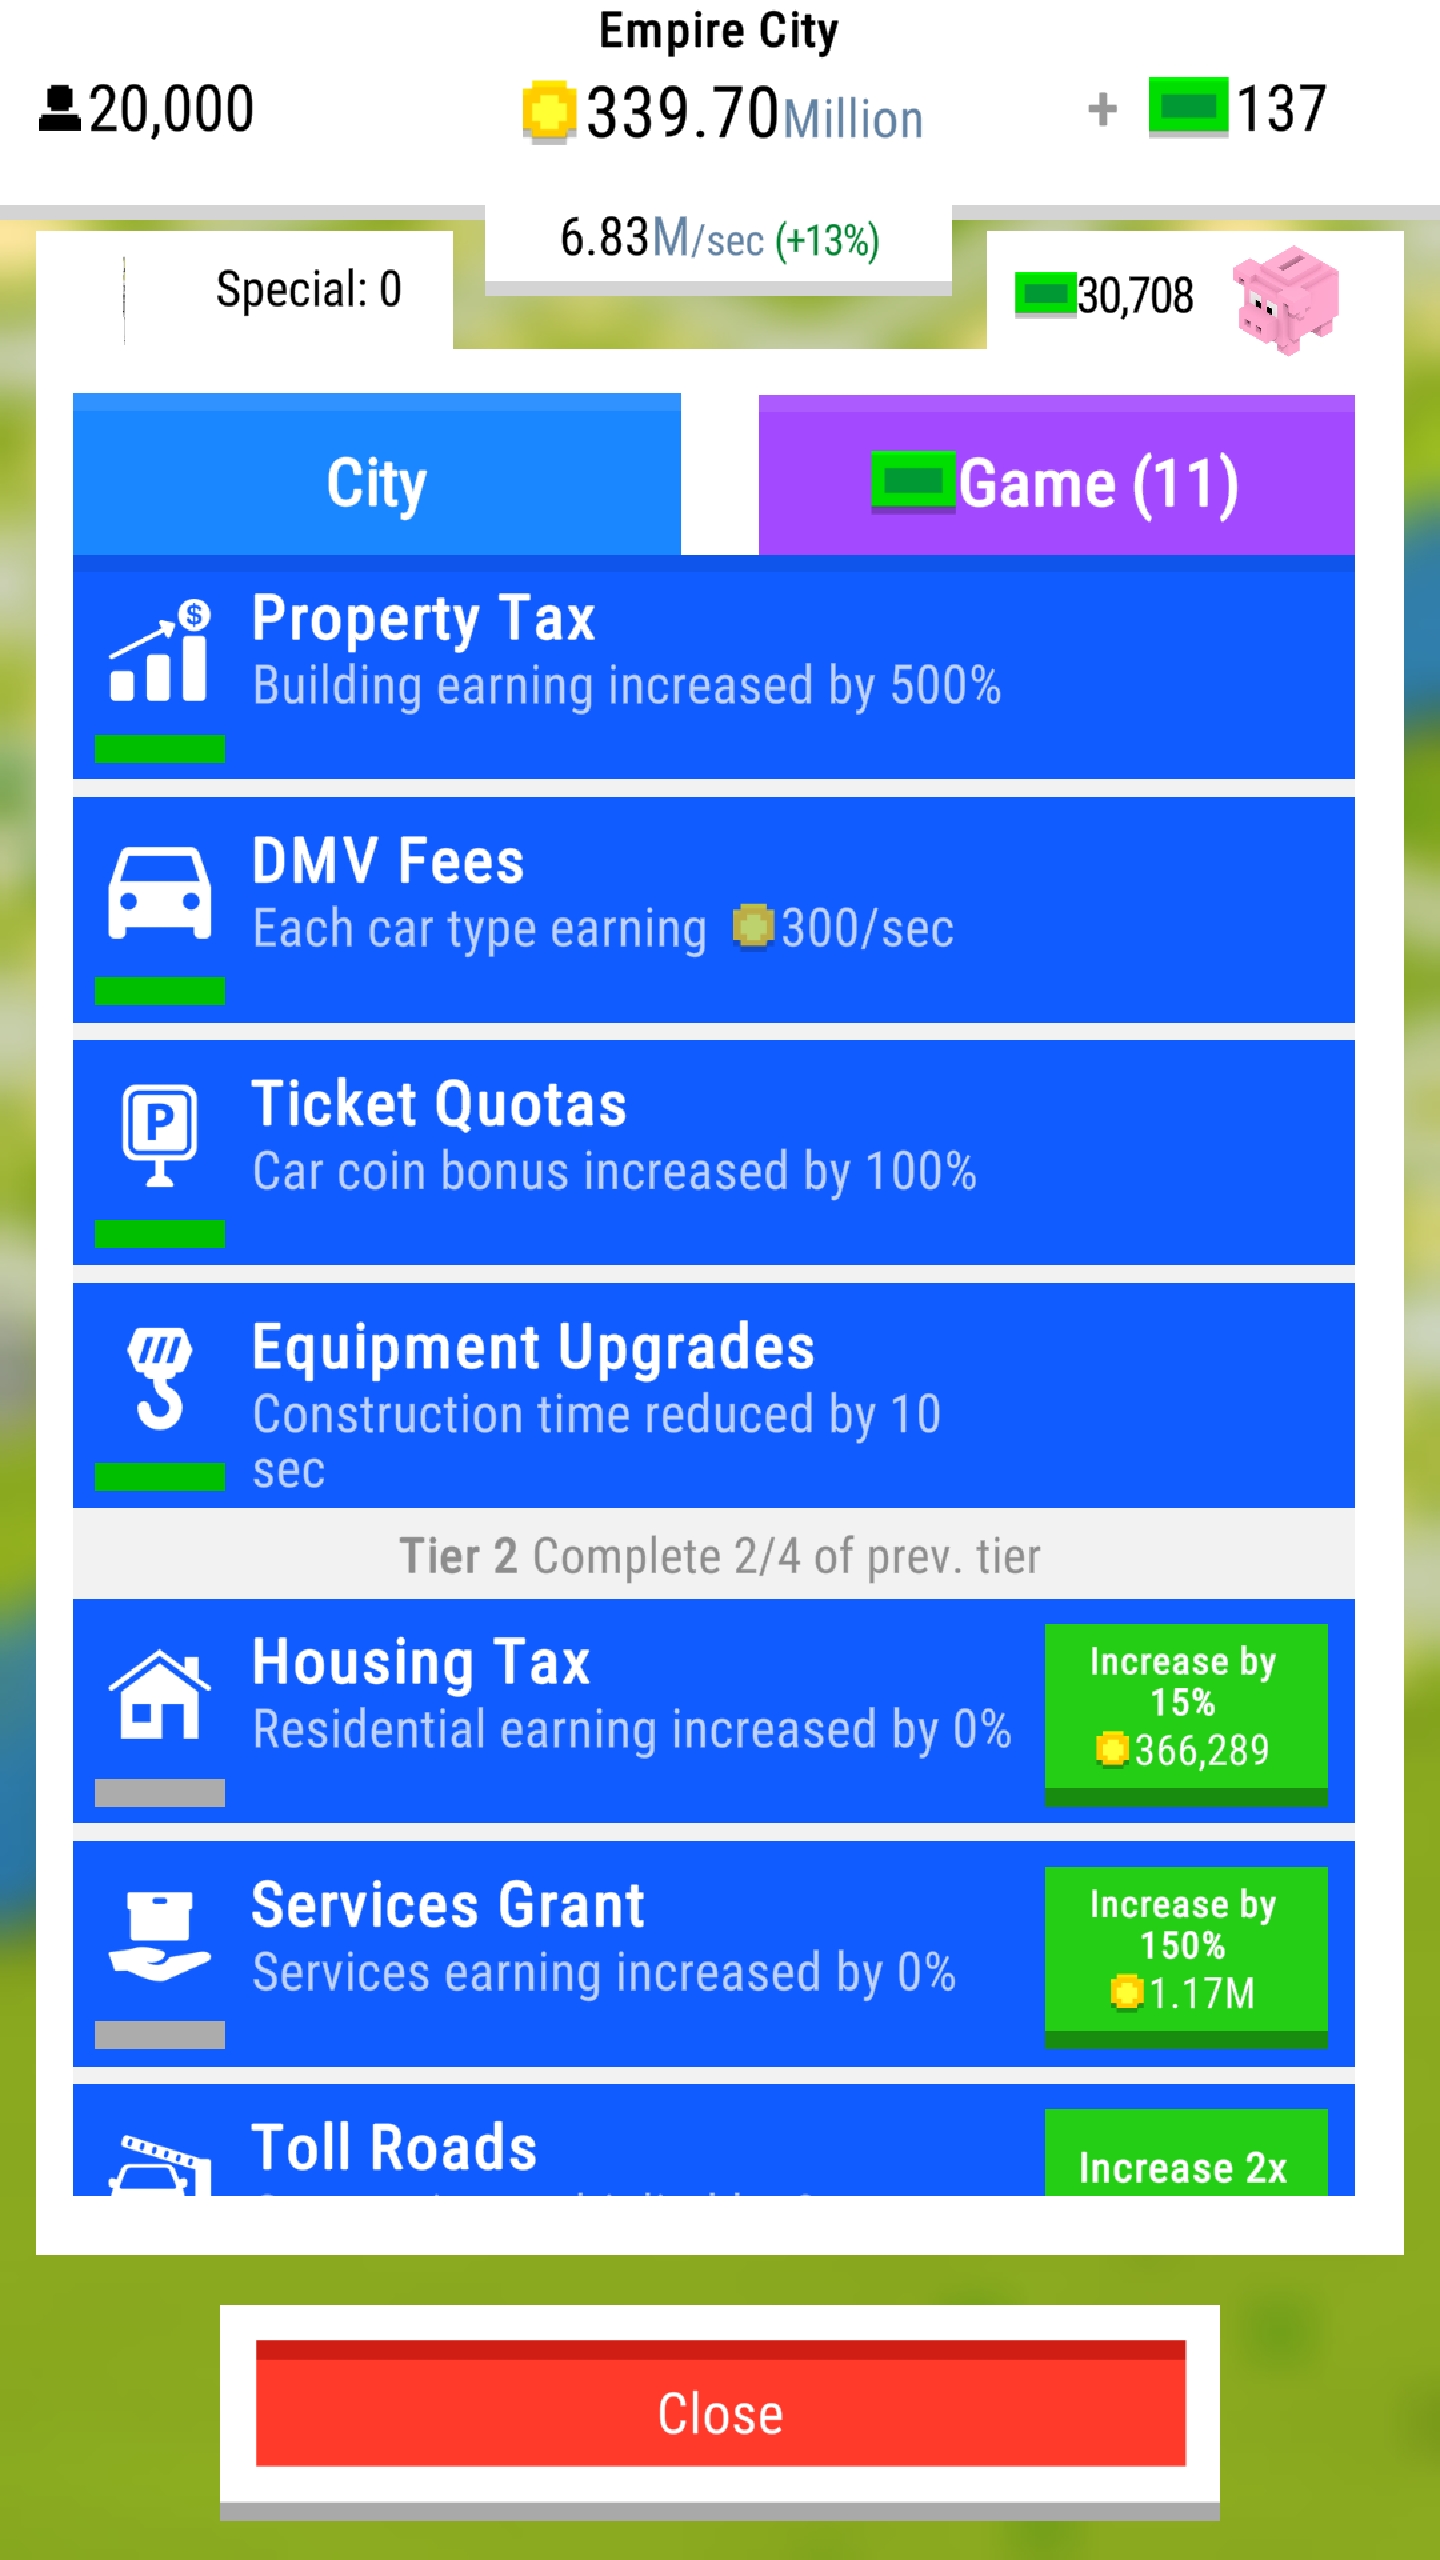 Empire City
20,000
339.70Million
+ 137
6.83M/sec (+13%)
Special: 0
30,708
City
Game (11)
Property Tax
Building earning increased by 500%
DMV Fees
Each car type earning 300/sec
Ticket Quotas
Car coin bonus increased by 100%
Equipment Upgrades
Construction time reduced by 10
sec
Tier 2 Complete 2/4 of prev. tier
Housing Tax
Residential earning increased by 0%
Increase by
15%
366,289
Services Grant
Services earning increased by 0%
Increase by
150%
1.17M
Toll Roads
Increase 2x
Close